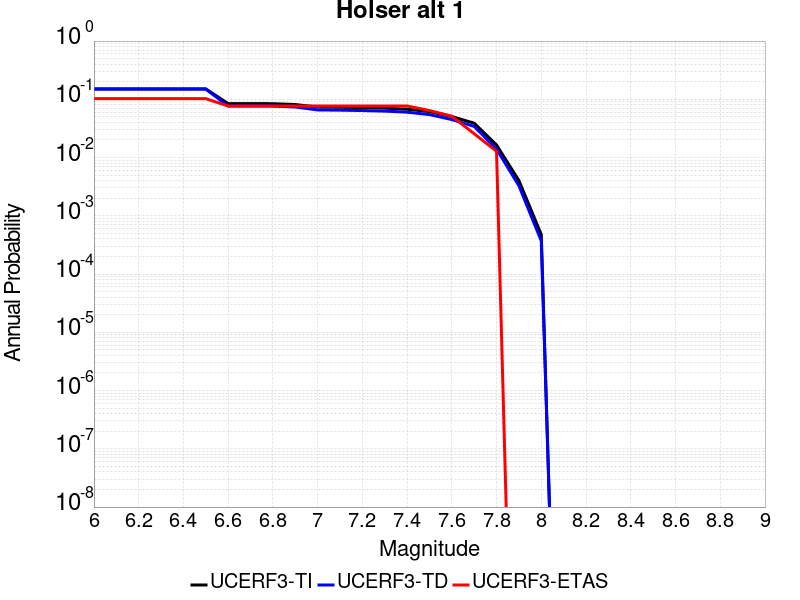 Holser alt 1
10^0
10^-1
10^-2
10^-3
10^-4
10^-5
10^-6
10^-7
10^-8
Annual Probability
6 6.2 6.4 6.6 6.8 7 7.2 7.4 7.6 7.8 8 8.2 8.4 8.6 8.8 9
Magnitude
UCERF3-TI UCERF3-TD UCERF3-ETAS